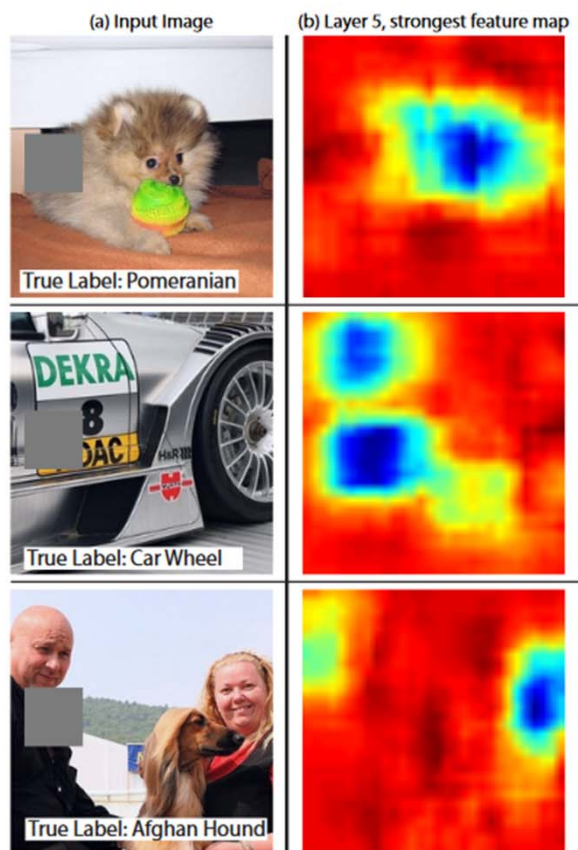 (a) Input Image
(b) Layer 5, strongest feature map
True Label: Pomeranian
DEKRA
8
DAC
H&R
True Label: Car Wheel
True Label: Afghan Hound